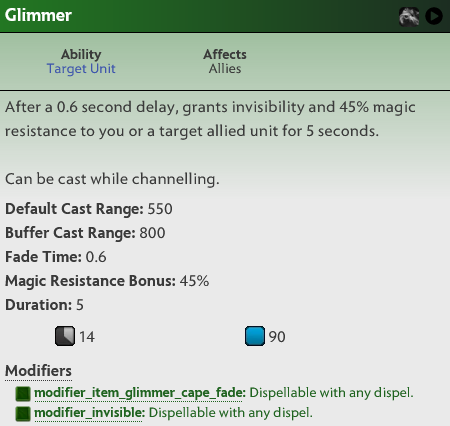 Glimmer
Ability
Affects
Target Unit
Allies
After a 0.6 second delay, grants invisibility and 45% magic
resistance to you or a target allied unit for 5 seconds.
Can be cast while channelling.
Default Cast Range: 550
Buffer Cast Range: 800
Fade Time: 0.6
Magic Resistance Bonus: 45%
Duration: 5
14
90
Modifiers
modifier_item_glimmer_cape_fade: Dispellable with any dispel.
modifier_invisible: Dispellable with any dispel.